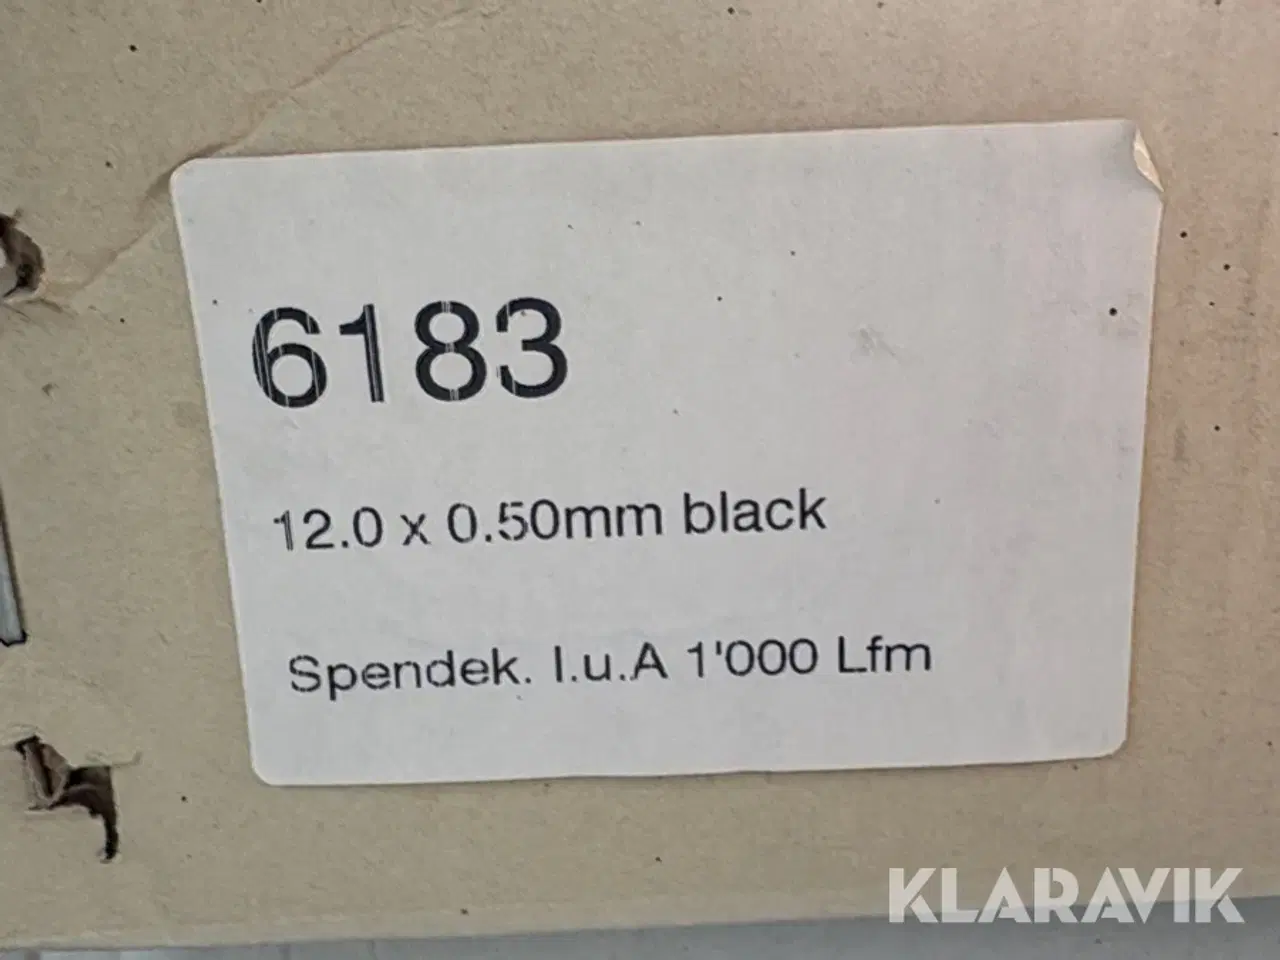 6183
12.0 x 0.50mm black
Spendek. I.u.A 1'000 Lfm
KLARAVIK